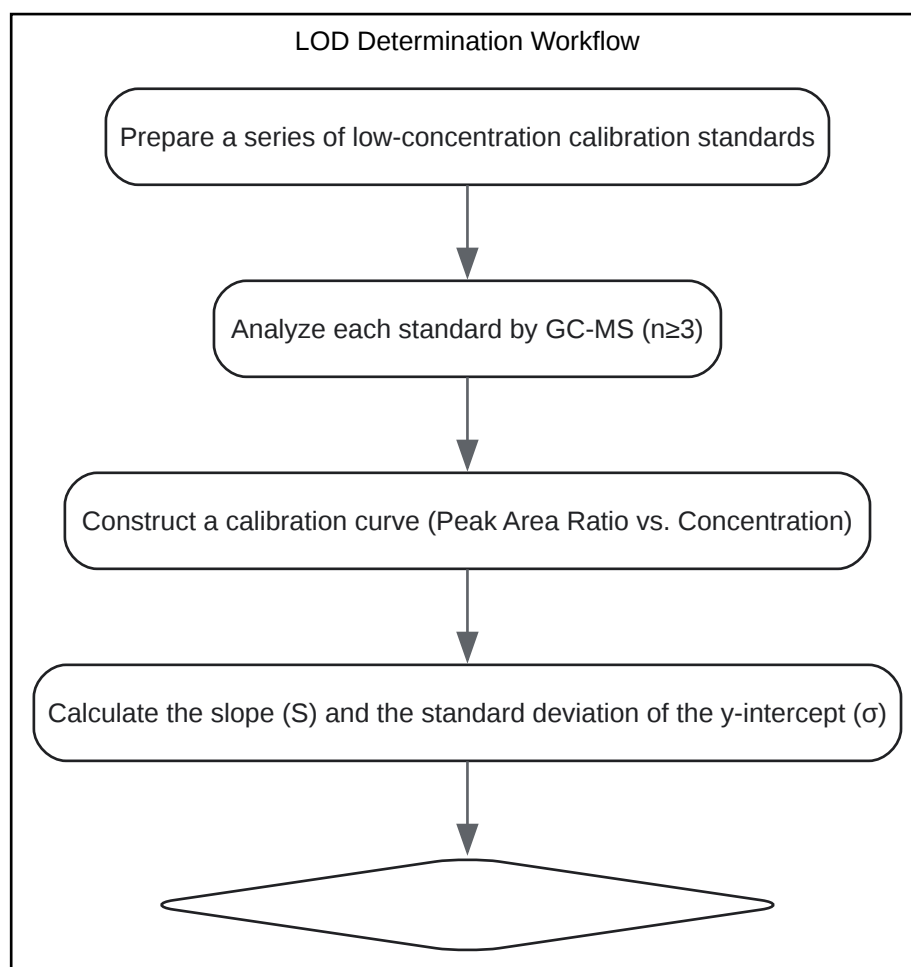 LOD Determination Workflow
Prepare a series of low-concentration calibration standards
Analyze each standard by GC-MS (n≥3)
Construct a calibration curve (Peak Area Ratio vs. Concentration)
Calculate the slope (S) and the standard deviation of the y-intercept (σ)